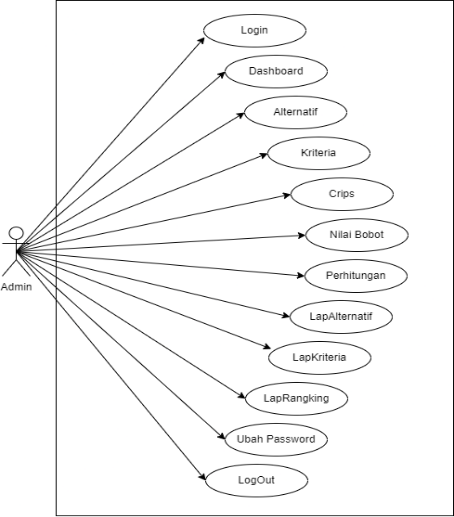 Login
Dashboard
Alternatif
Kriteria
Crips
Nilai Bobot
Admin
Perhitungan
LapAlternatif
LapKriteria
LapRangking
Ubah Password
LogOut